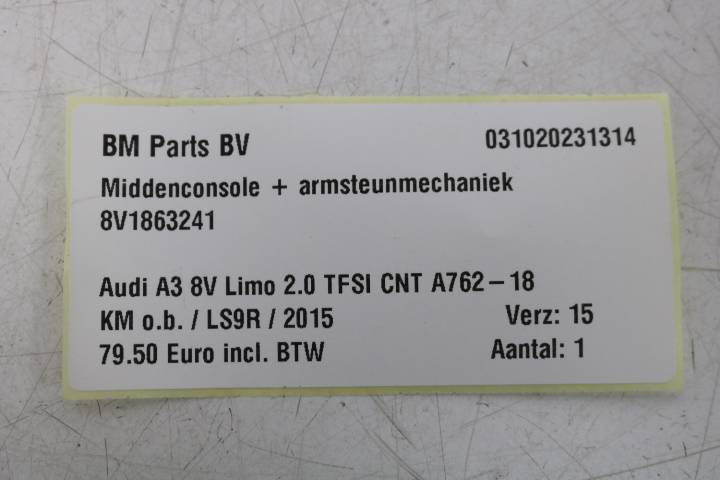 BM Parts BV 031020231314
Middenconsole + armsteunmechaniek
8V1863241
Audi A3 8V Limo 2.0 TFSI CNT A762-18
KM o.b. / LS9R / 2015 Verz: 15
79.50 Euro incl. BTW Aantal: 1